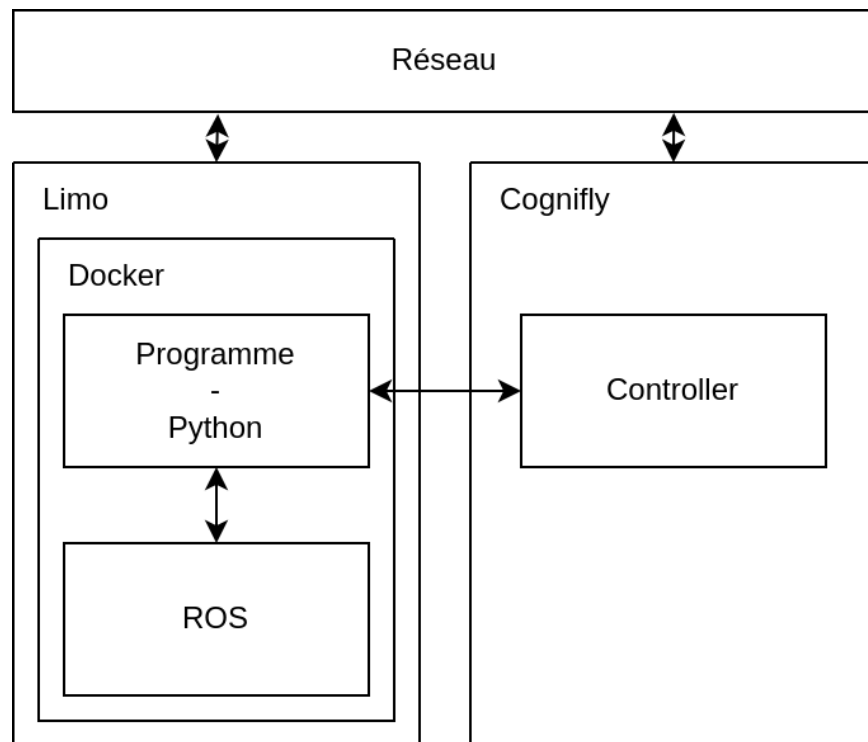 Réseau
Limo
Cognifly
Docker
Programme
-
Python
Controller
ROS